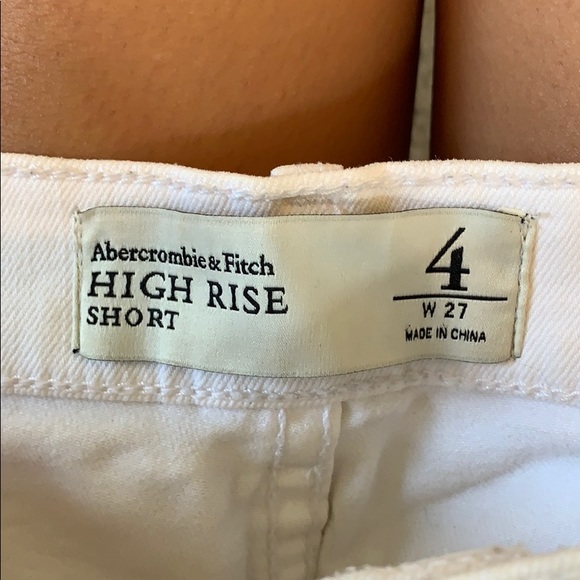 Abercrombie & Fitch
HIGH RISE
SHORT
4
W 27
MADE IN CHINA